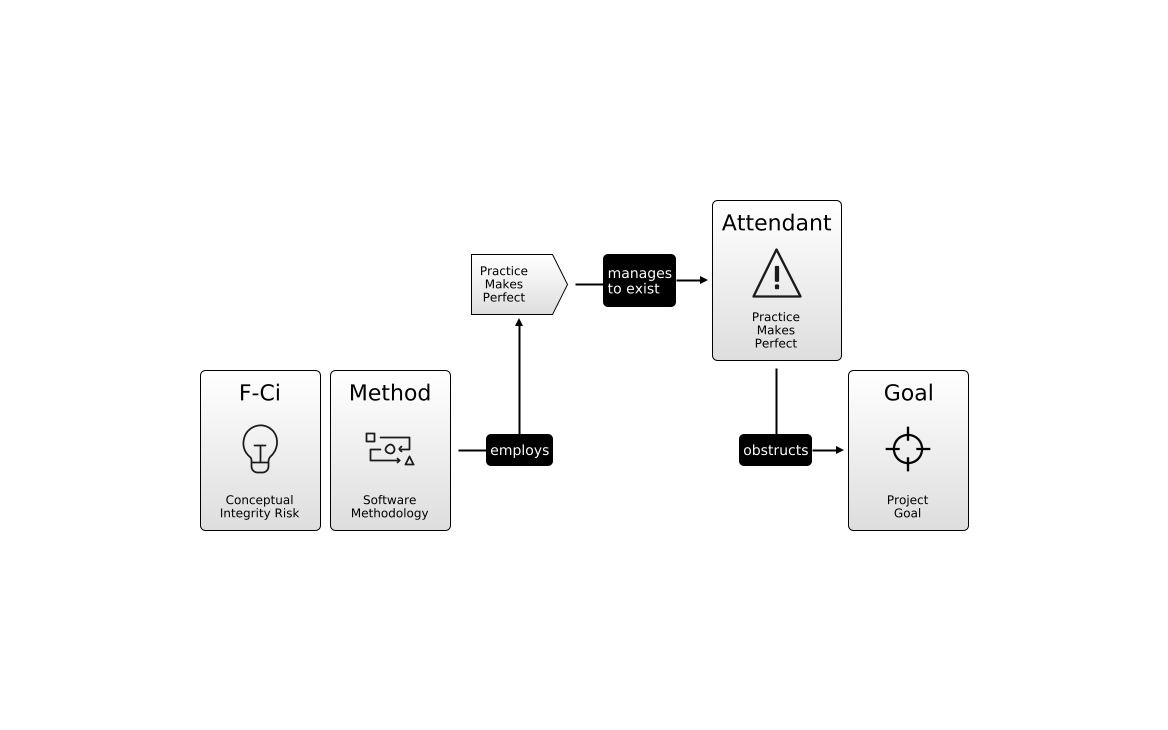 Attendant
Practice
Makes
Perfect
manages
to exist
Practice
Makes
Perfect
F-Ci
Conceptual
Integrity Risk
Method
Software
Methodology
employs
obstructs
Goal
Project
Goal